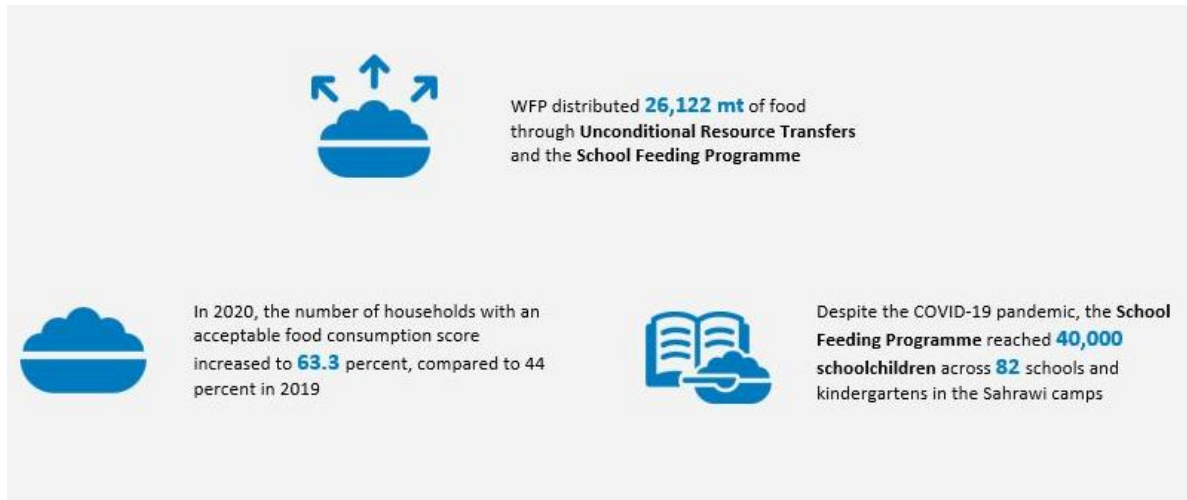 WFP distributed 26,122 mt of food
through Unconditional Resource Transfers
and the School Feeding Programme
In 2020, the number of households with an
acceptable food consumption score
increased to 63.3 percent, compared to 44
percent in 2019
Despite the COVID-19 pandemic, the School
Feeding Programme reached 40,000
schoolchildren across 82 schools and
kindergartens in the Sahrawi camps